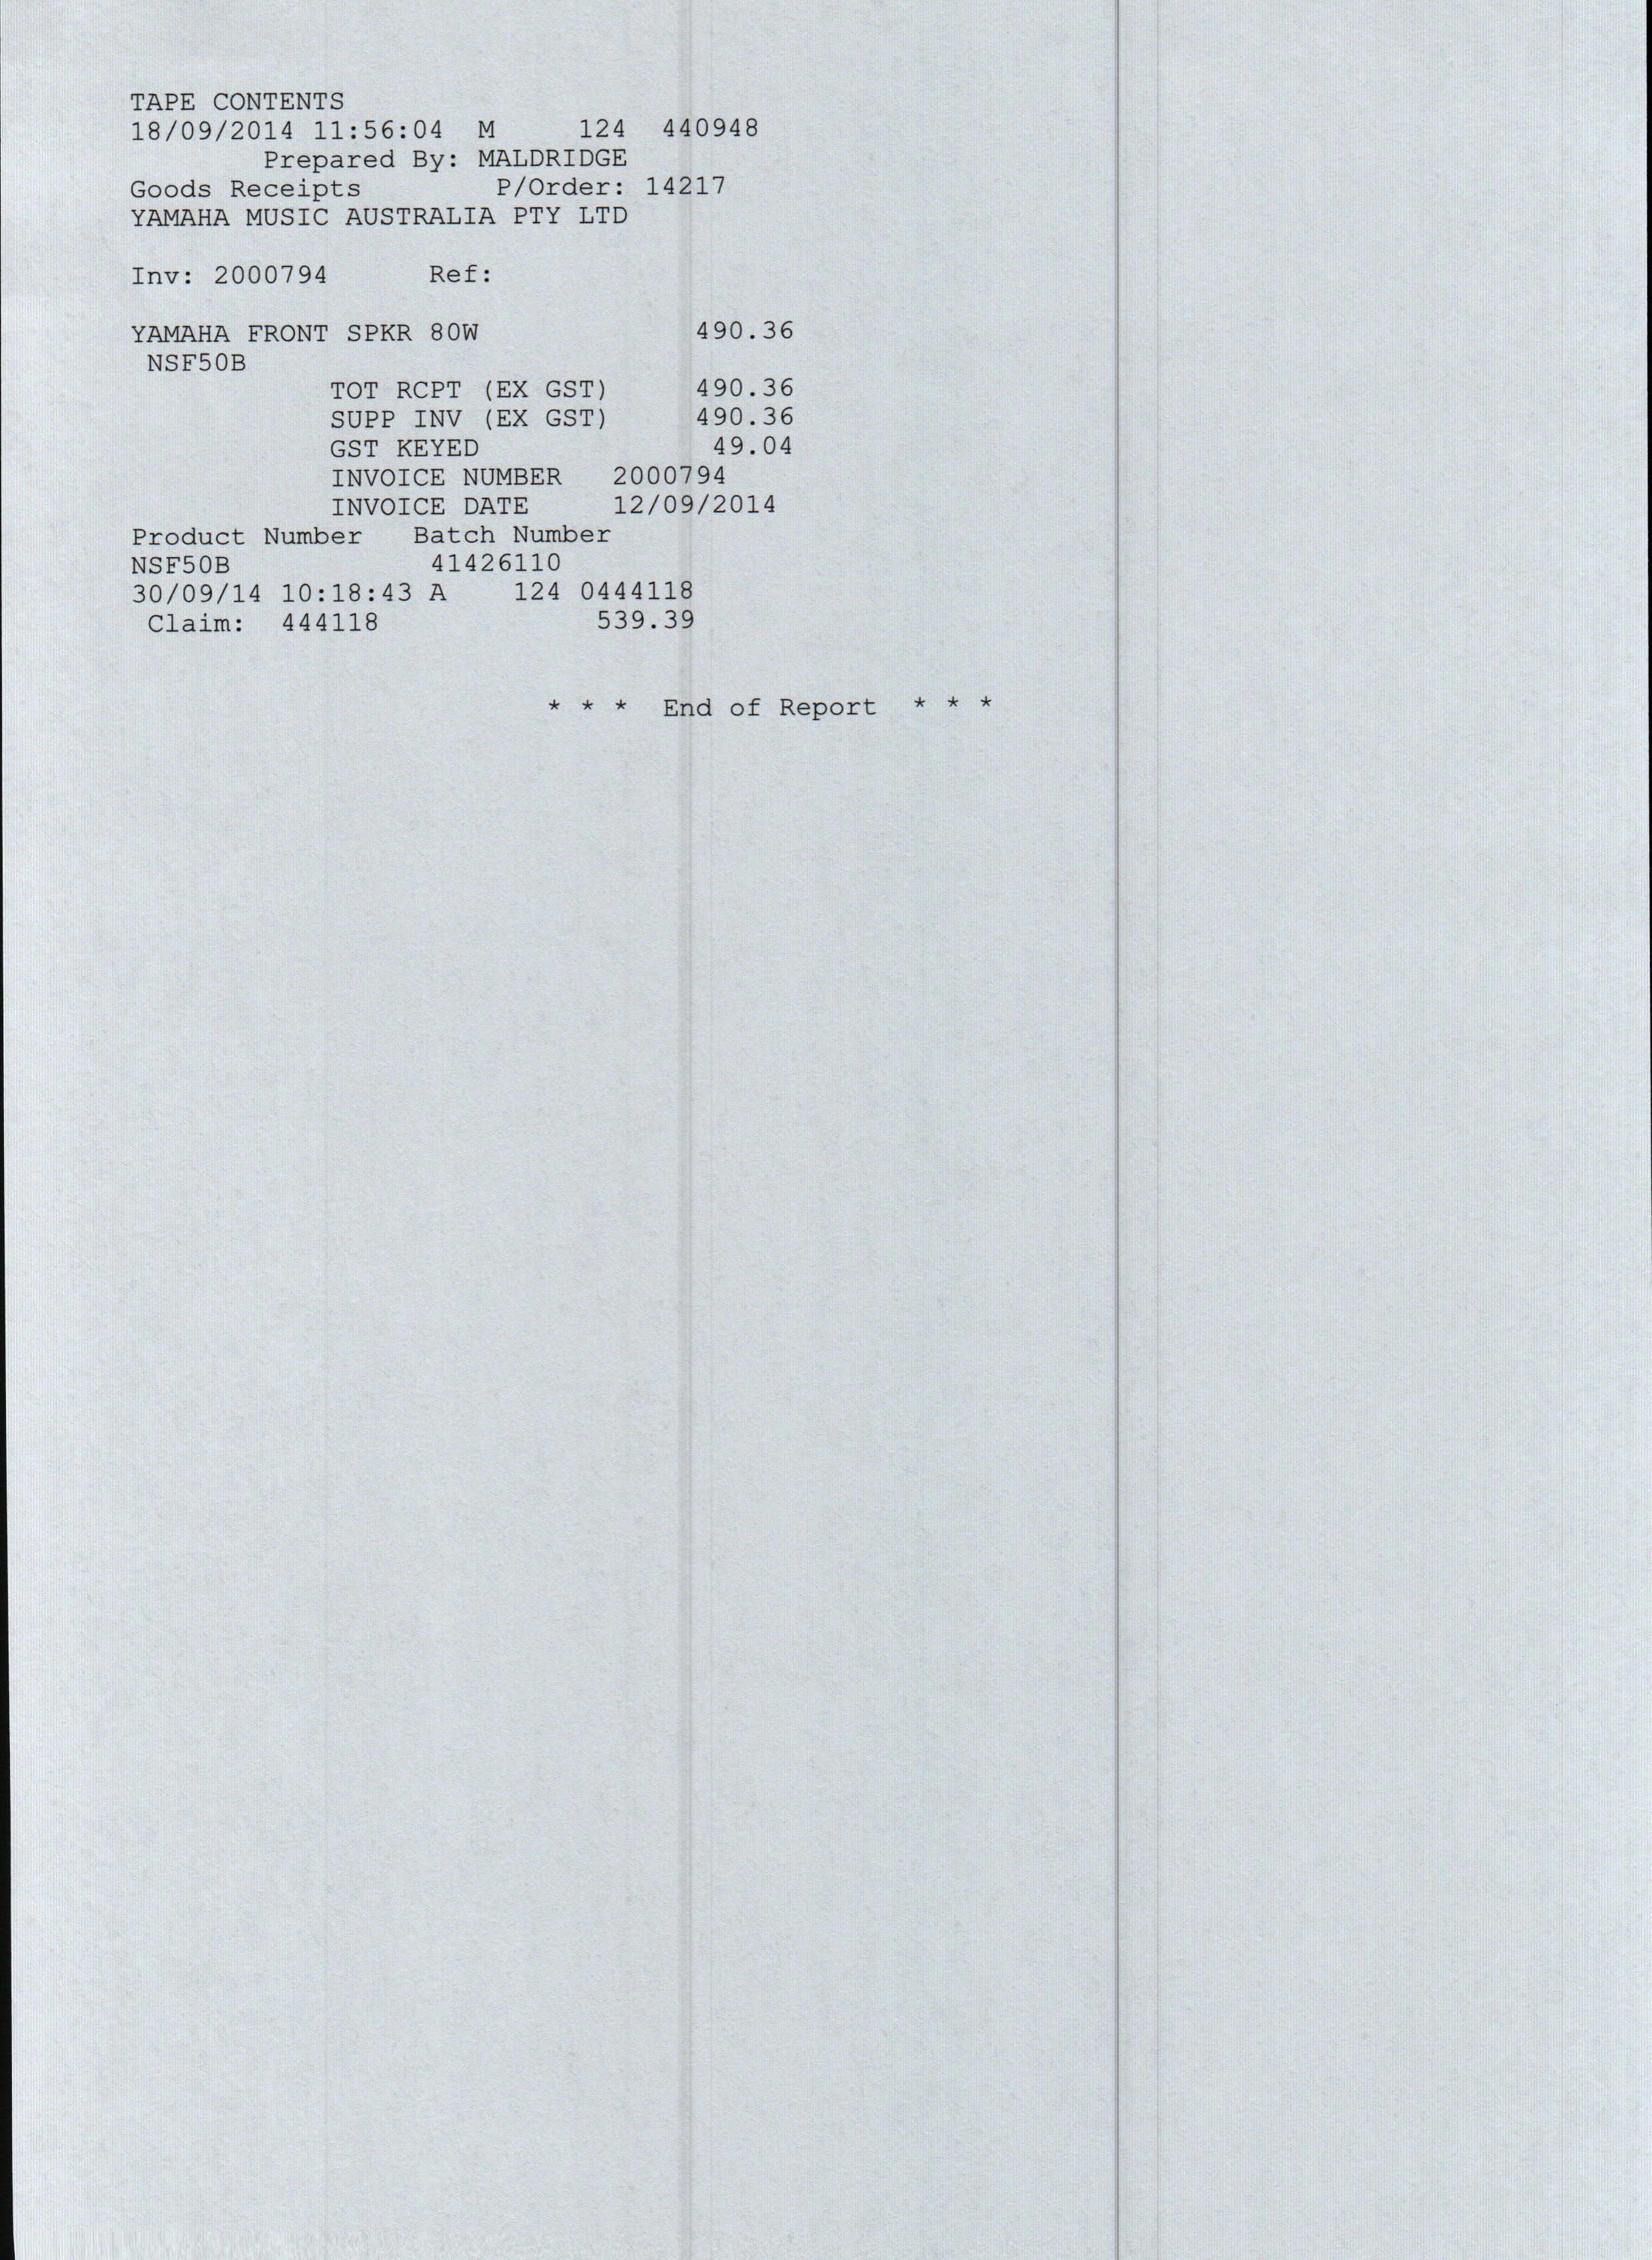 TAPE CONTENTS
18/09/2014 11:56:04 M 124 440948
Prepared By: MALDRIDGE
Goods Receipts P/Order: 14217
YAMAHA MUSIC AUSTRALIA PTY LTD
Inv: 2000794 Ref:
YAMAHA FRONT SPKR 80W 490.36
NSF50B
TOT RCPT (EX GST) 490.36
SUPP INV (EX GST) 490.36
GST KEYED 49.04
INVOICE NUMBER 2000794
INVOICE DATE 12/09/2014
Product Number Batch Number
NSF50B 41426110
30/09/14 10:18:43 A 124 0444118
Claim: 444118 539.39
* * * End of Report * * *